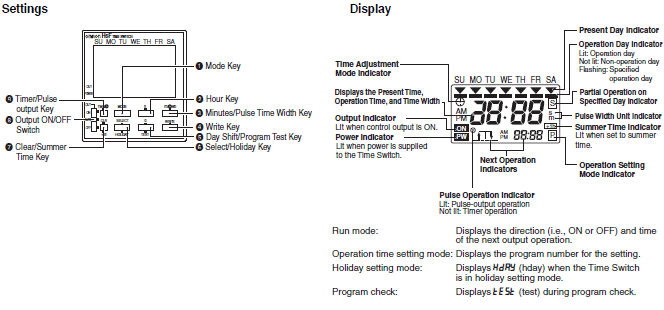 Settings
Display
SU MO TU WE TH FR SA
❶ Mode Key
❷ Hour Key
❸ Minutes/Pulse Time Width Key
❹ Write Key
❺ Day Shift/Program Test Key
❻ Select/Holiday Key
Timer/Pulse
output Key
Output ON/OFF
Switch
❼ Clear/Summer
Time Key
Present Day Indicator
Operation Day Indicator
Lit: Operation day
Not lit: Non-operation day
Flashing: Specified
operation day
Time Adjustment
Mode Indicator
SU MO TU WE TH FR SA
Partial Operation on
Specified Day Indicator
Displays the Present Time,
Operation Time, and Time Width
AM
PM
88:88
S
Pulse Width Unit Indicator
Output Indicator
Lit when control output is ON.
ON
Summer Time Indicator
Lit when set to summer
time.
Power Indicator
Lit when power is supplied
to the Time Switch.
PW
AM
PM
88:88
P
Next Operation
Indicators
Operation Setting
Mode Indicator
Pulse Operation Indicator
Lit: Pulse-output operation
Not lit: Timer operation
Run mode: Displays the direction (i.e., ON or OFF) and time
of the next output operation.
Operation time setting mode: Displays the program number for the setting.
Holiday setting mode: Displays HdAY (hday) when the Time Switch
is in holiday setting mode.
Program check: Displays tESt (test) during program check.